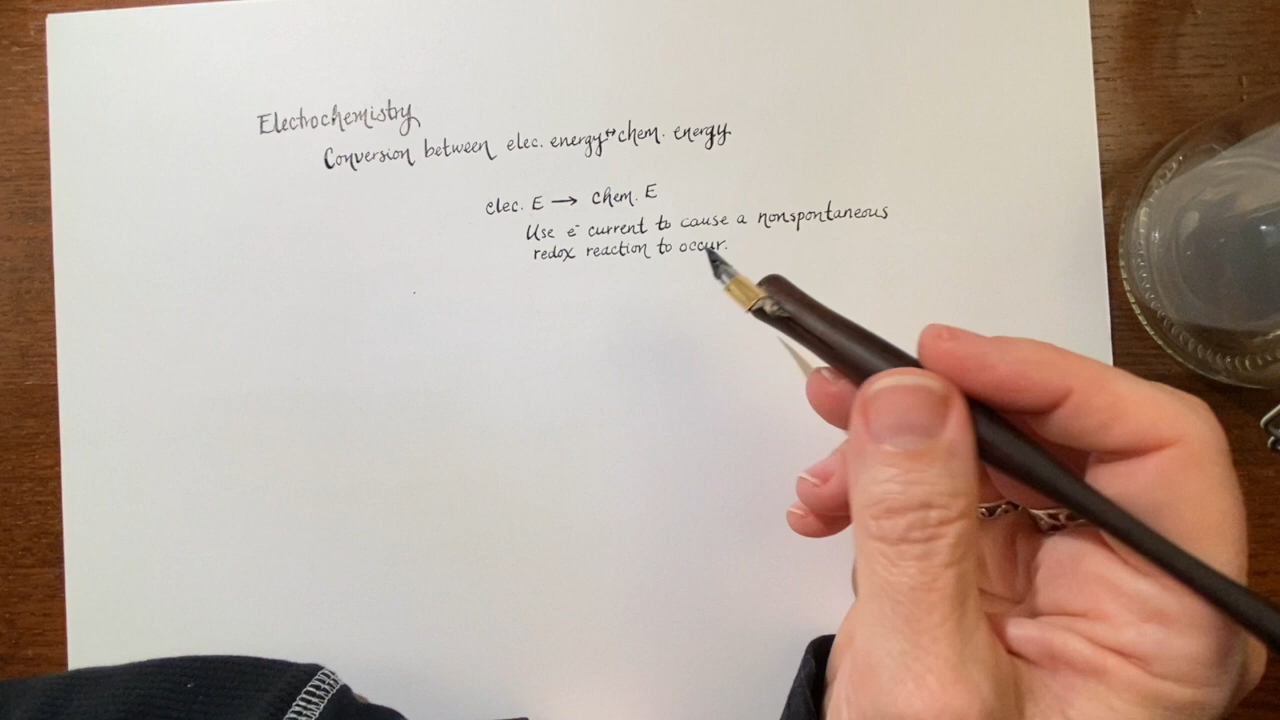 Electrochemistry
Conversion between elec. energy ↔ chem. energy
elec. E → chem. E
Use e⁻ current to cause a nonspontaneous
redox reaction to occur.